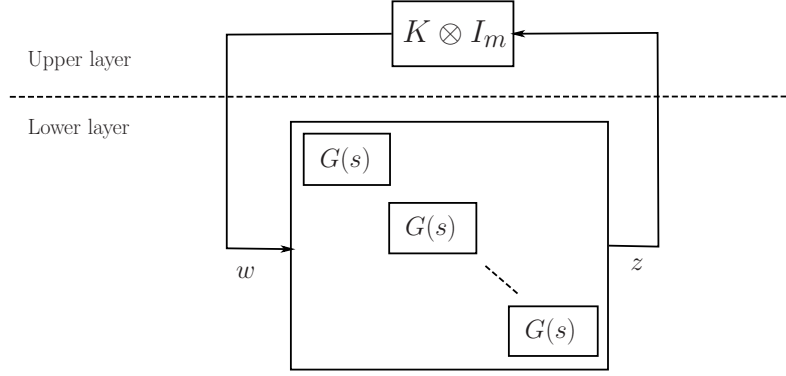 K ⊗ I_m
Upper layer
Lower layer
G(s)
G(s)
w
z
G(s)